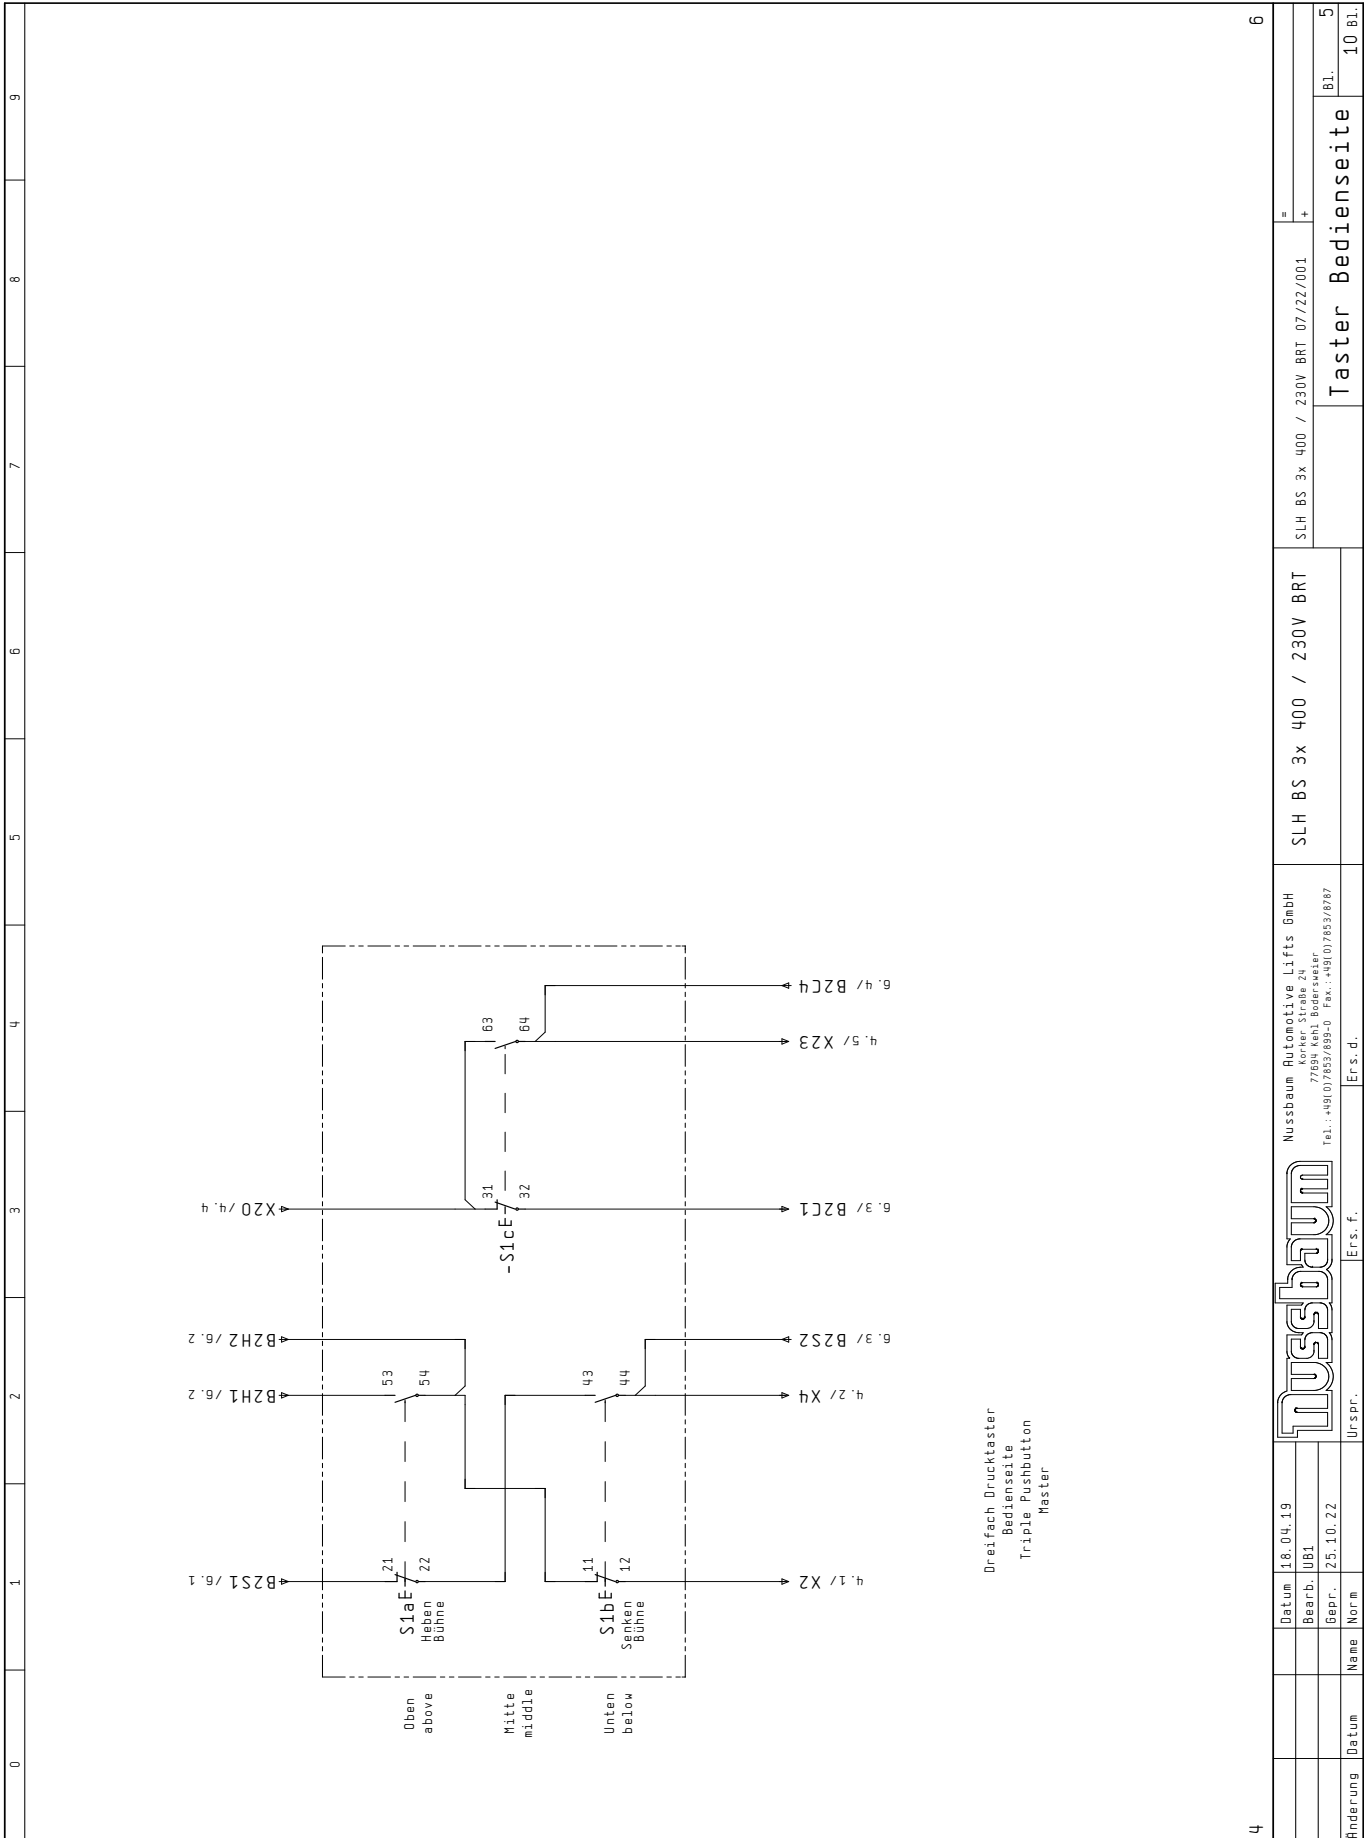 0 1 2 3 4 5 6 7 8 9
B2S1 /6.1
B2H1 /6.2
B2H2 /6.2
X20 /4.4
Oben
above
S1a
Heben
Bühne
21
22
53
54
Mitte
middle
-S1c
31
32
63
64
Unten
below
S1b
Senken
Bühne
11
12
43
44
4.1/ X2
4.2/ X4
6.3/ B2S2
6.3/ B2C1
4.5/ X23
6.4/ B2C4
Dreifach Drucktaster
Bedienseite
Triple Pushbutton
Master
4
6
Änderung
Datum
Name
Datum 18.04.19
Bearb. UB1
Gepr. 25.10.22
Norm
Nussbaum
Urspr.
Ers. f.
Ers. d.
Nussbaum Automotive Lifts GmbH
Korker Straße 24
77694 Kehl Bodersweier
Tel.: +49(0)7853/899-0 Fax.: +49(0)7853/8787
SLH BS 3x 400 / 230V BRT
SLH BS 3x 400 / 230V BRT 07/22/001
=
+
Taster Bedienseite
Bl. 5
10 Bl.